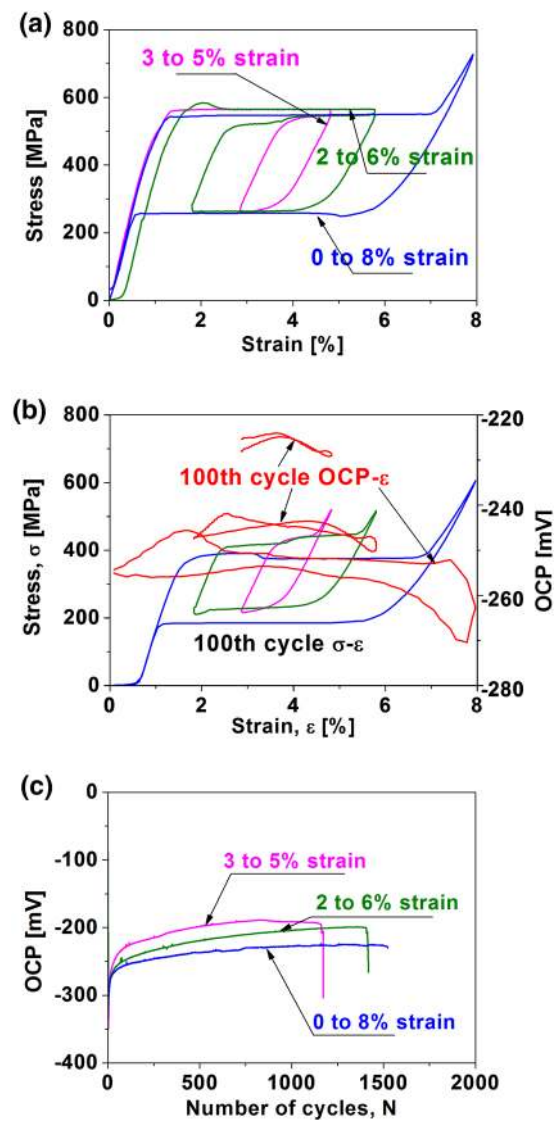 (a)
800
600
400
200
0
Stress [MPa]
3 to 5% strain
2 to 6% strain
0 to 8% strain
0 2 4 6 8
Strain [%]
(b)
800
600
400
200
0
Stress, σ [MPa]
-220
-240
-260
-280
OCP [mV]
100th cycle OCP-ε
100th cycle σ-ε
0 2 4 6 8
Strain, ε [%]
(c)
0
-100
-200
-300
-400
OCP [mV]
3 to 5% strain
2 to 6% strain
0 to 8% strain
0 500 1000 1500 2000
Number of cycles, N